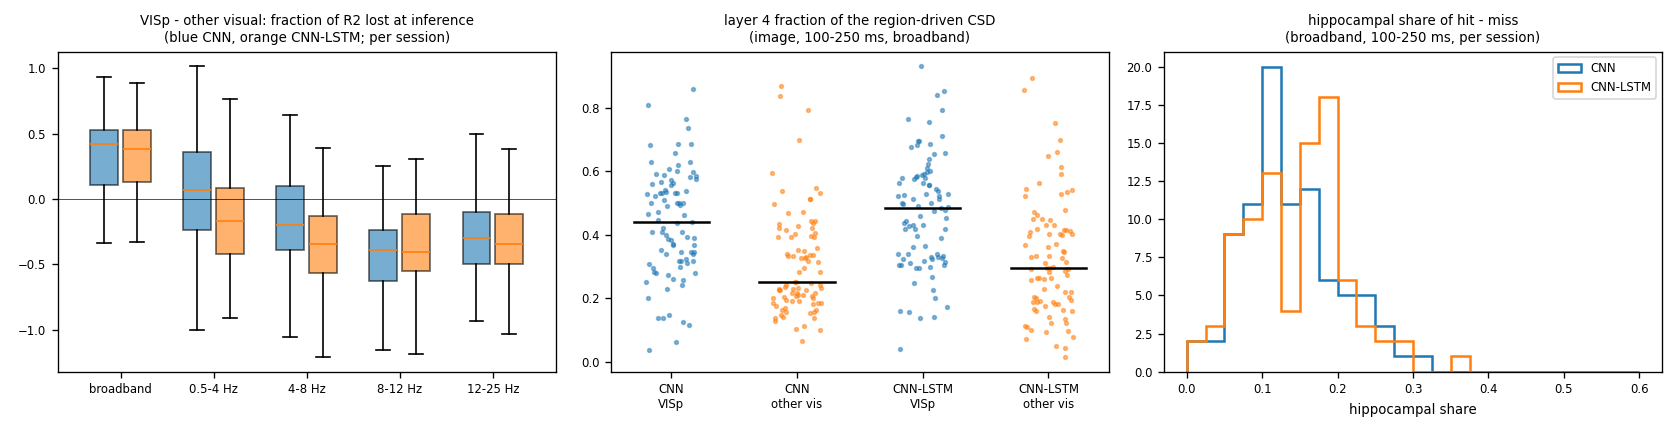 VISp - other visual: fraction of R2 lost at inference
(blue CNN, orange CNN-LSTM; per session)
1.0
0.5
0.0
−0.5
−1.0
broadband
0.5-4 Hz
4-8 Hz
8-12 Hz
12-25 Hz
layer 4 fraction of the region-driven CSD
(image, 100-250 ms, broadband)
0.8
0.6
0.4
0.2
0.0
CNN
VISp
CNN
other vis
CNN-LSTM
VISp
CNN-LSTM
other vis
hippocampal share of hit - miss
(broadband, 100-250 ms, per session)
CNN
CNN-LSTM
20.0
17.5
15.0
12.5
10.0
7.5
5.0
2.5
0.0
0.0
0.1
0.2
0.3
0.4
0.5
0.6
hippocampal share